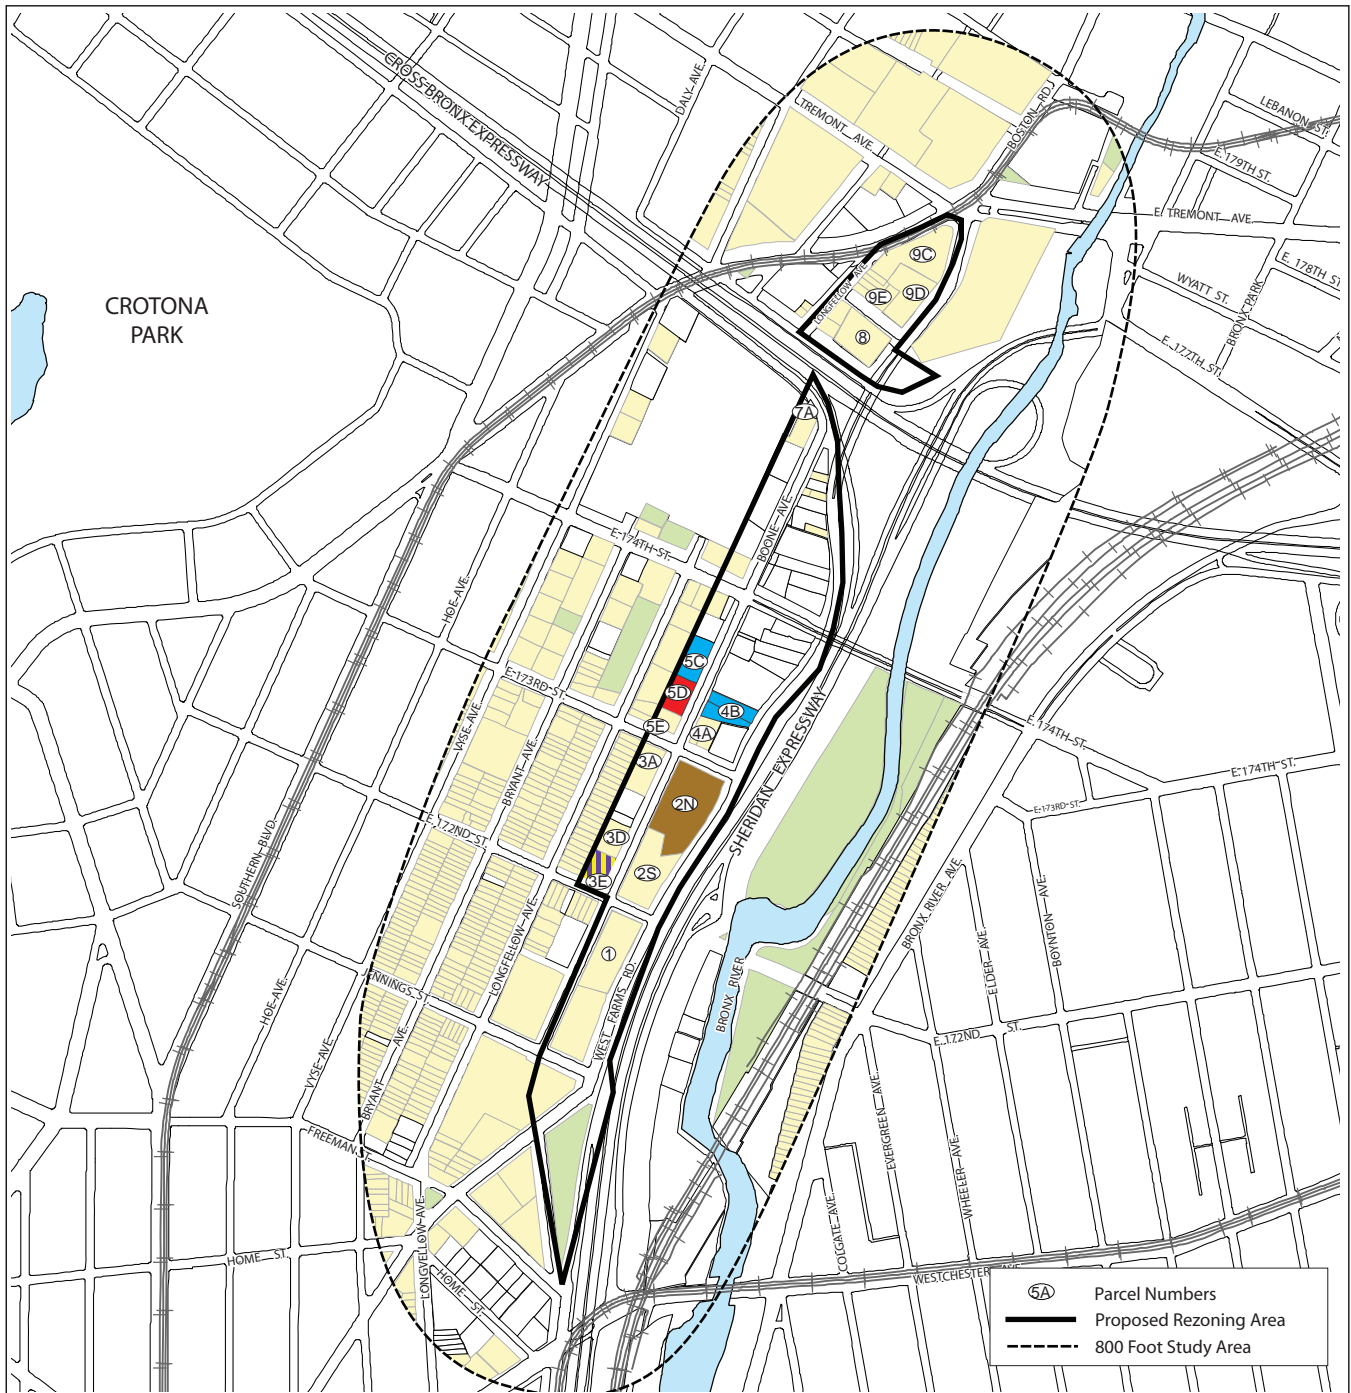 CROSS BRONX EXPRESSWAY
DALY AVE.
TREMONT AVE.
BOSTON RD.
LEBANON ST.
E. 179TH ST.
E. TREMONT AVE.
E. 178TH ST.
WYATT ST.
BRONX PARK
E. 177TH ST.
CROTONA
PARK
LONGFELLOW AVE.
9C
9D
9E
8
7A
BOONE AVE.
E. 174TH ST.
HOE AVE.
E. 173RD ST.
VYSE AVE.
BRYANT AVE.
5C
5D
4B
5E
4A
3A
2N
3D
2S
3E
1
SHERIDAN EXPRESSWAY
E. 174TH ST.
E. 174TH ST.
E. 173RD ST.
E. 172ND ST.
SOUTHERN BLVD
BRONX RIVER AVE.
ELDER AVE.
BOYNTON AVE.
LONGFELLOW AVE.
WEST FARMS RD.
BRONX RIVER
JENNINGS ST.
HOE AVE.
VYSE AVE.
BRYANT AVE.
E. 172ND ST.
FREEMAN ST.
EVERGREEN AVE.
WHEELER AVE.
COLGATE AVE.
HOME ST.
LONGVELLOW AVE.
HOME ST.
WESTCHESTER AVE
5A Parcel Numbers
Proposed Rezoning Area
800 Foot Study Area